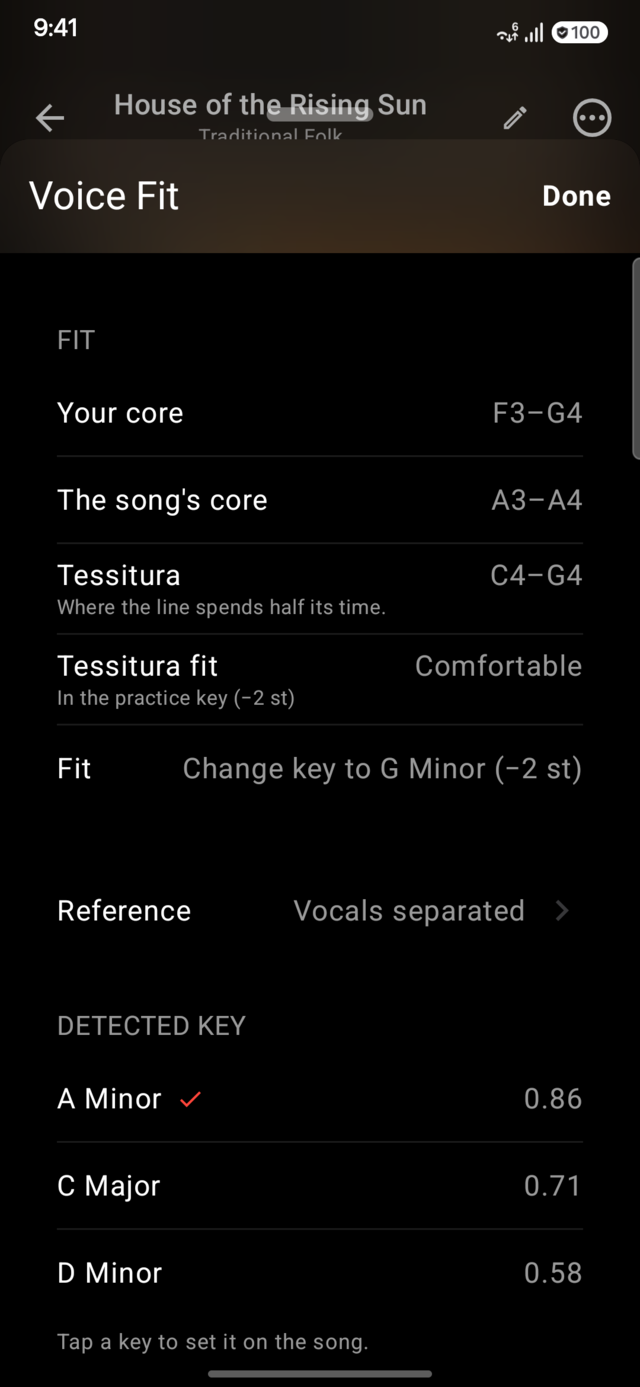 9:41
6
100
House of the Rising Sun
Traditional Folk
Voice Fit
Done
FIT
Your core F3–G4
The song's core A3–A4
Tessitura C4–G4
Where the line spends half its time.
Tessitura fit Comfortable
In the practice key (−2 st)
Fit Change key to G Minor (−2 st)
Reference Vocals separated
DETECTED KEY
A Minor 0.86
C Major 0.71
D Minor 0.58
Tap a key to set it on the song.